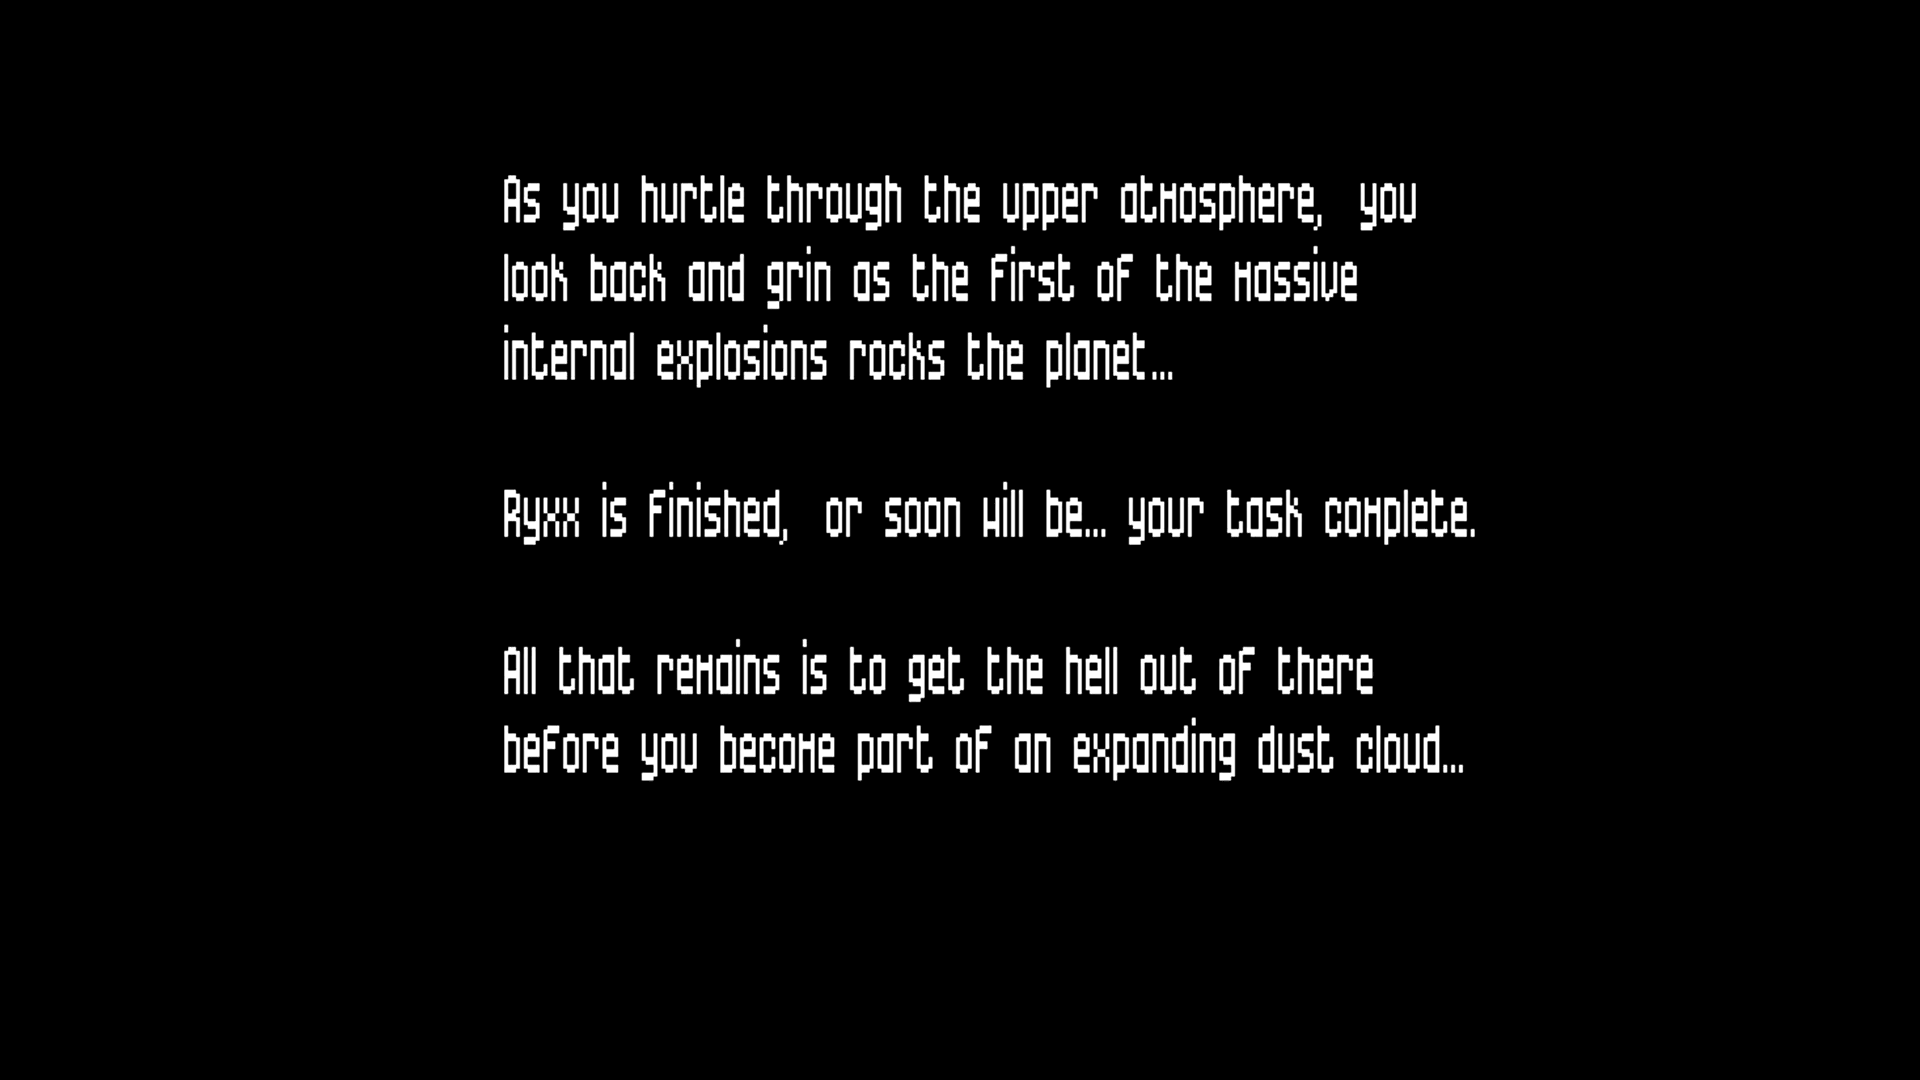 As you hurtle through the upper atmosphere, you
look back and grin as the first of the massive
internal explosions rocks the planet...
Ryxx is finished, or soon will be... your task complete.
All that remains is to get the hell out of there
before you become part of an expanding dust cloud...